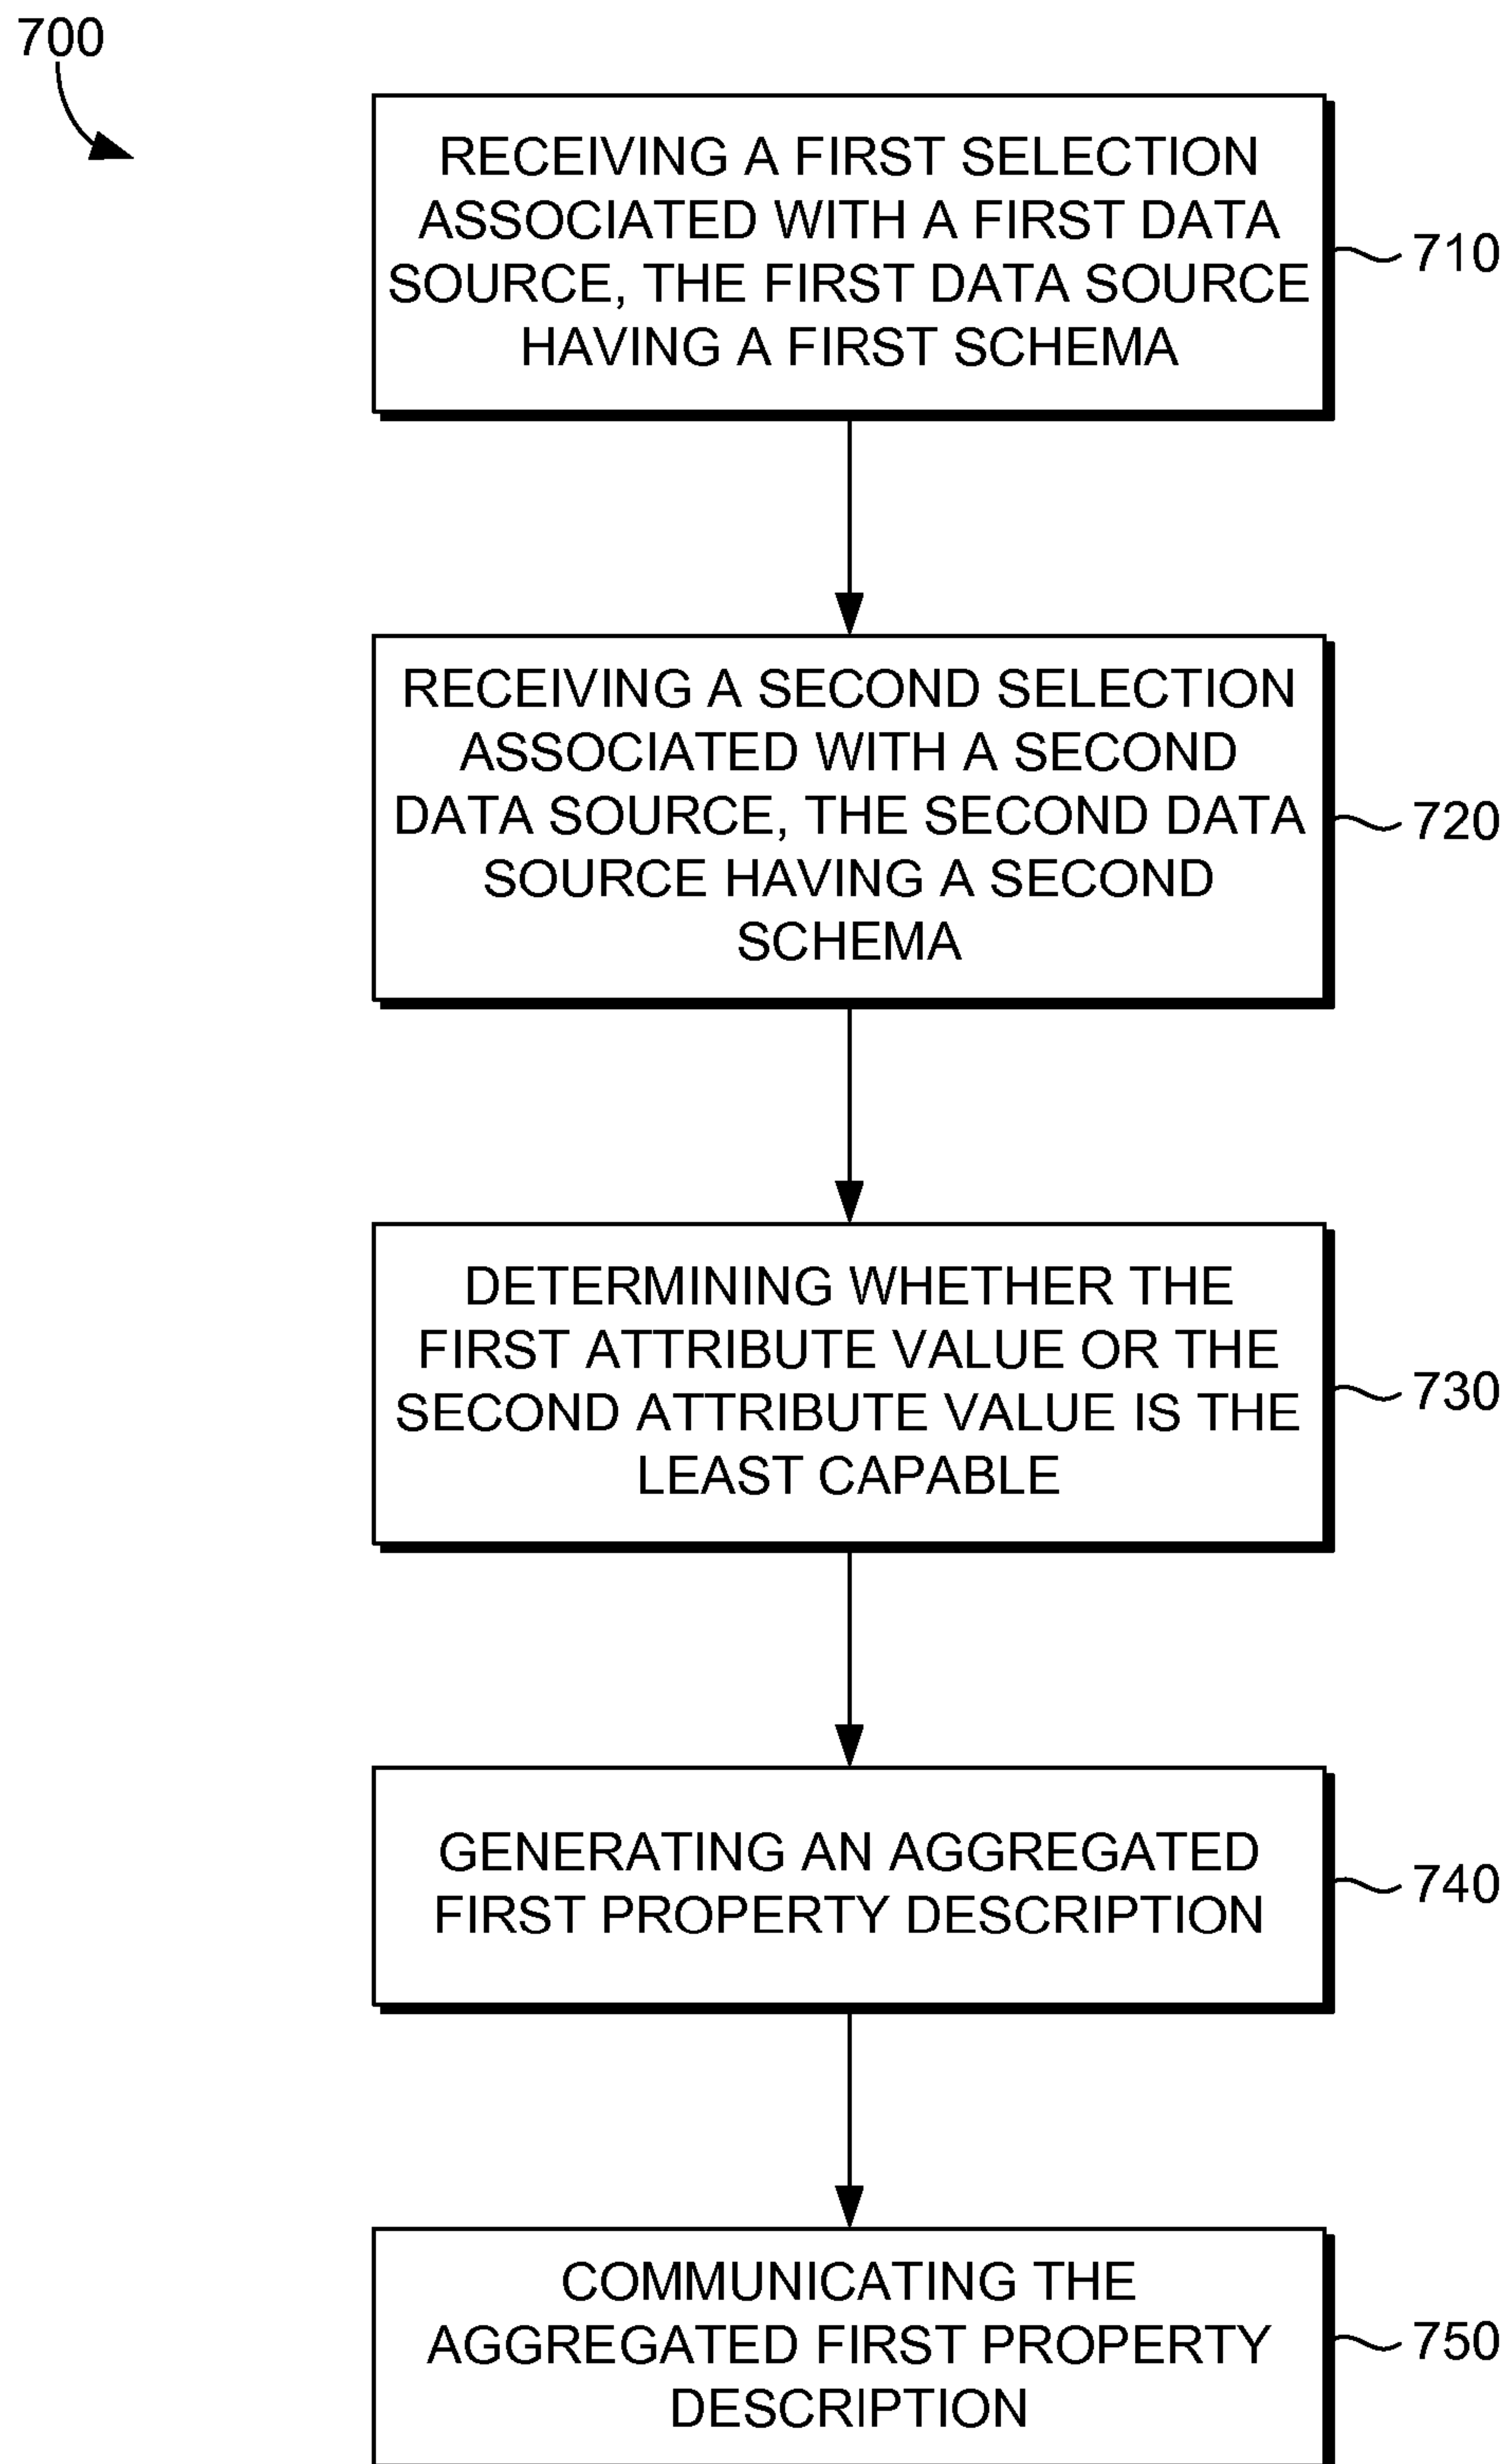 700
RECEIVING A FIRST SELECTION
ASSOCIATED WITH A FIRST DATA
SOURCE, THE FIRST DATA SOURCE
HAVING A FIRST SCHEMA
710
RECEIVING A SECOND SELECTION
ASSOCIATED WITH A SECOND
DATA SOURCE, THE SECOND DATA
SOURCE HAVING A SECOND
SCHEMA
720
DETERMINING WHETHER THE
FIRST ATTRIBUTE VALUE OR THE
SECOND ATTRIBUTE VALUE IS THE
LEAST CAPABLE
730
GENERATING AN AGGREGATED
FIRST PROPERTY DESCRIPTION
740
COMMUNICATING THE
AGGREGATED FIRST PROPERTY
DESCRIPTION
750